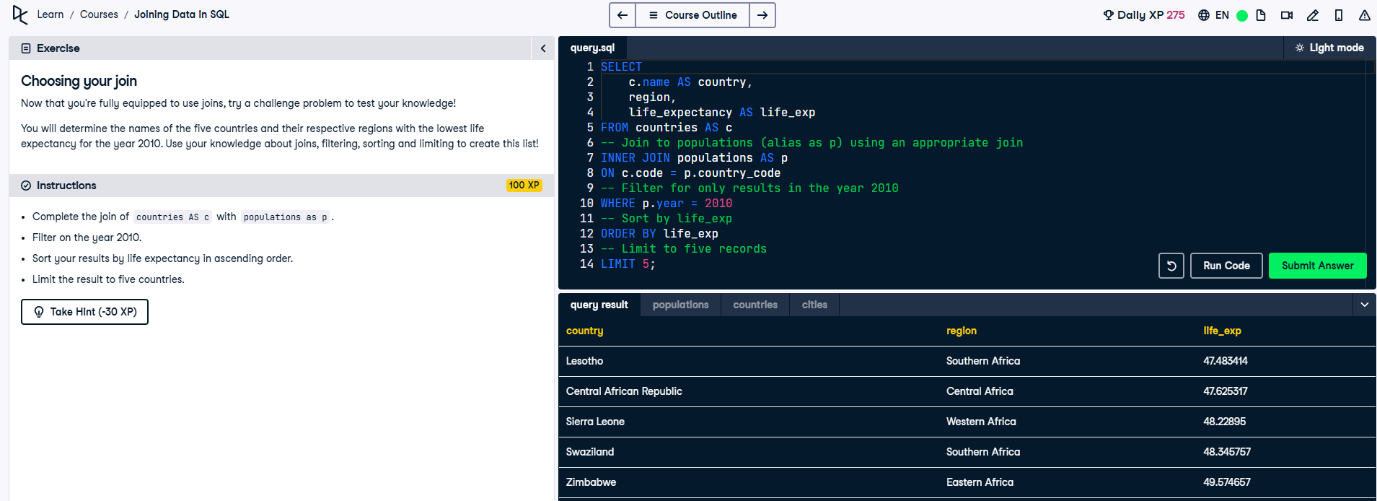 Learn / Courses / Joining Data in SQL
Course Outline
Daily XP 275
EN
Exercise
Choosing your join
Now that you're fully equipped to use joins, try a challenge problem to test your knowledge!
You will determine the names of the five countries and their respective regions with the lowest life
expectancy for the year 2010. Use your knowledge about joins, filtering, sorting and limiting to create this list!
Instructions
100 XP
• Complete the join of countries AS c with populations as p .
• Filter on the year 2010.
• Sort your results by life expectancy in ascending order.
• Limit the result to five countries.
Take Hint (-30 XP)
query.sql
Light mode
1 SELECT
2 c.name AS country,
3 region,
4 life_expectancy AS life_exp
5 FROM countries AS c
6 -- Join to populations (alias as p) using an appropriate join
7 INNER JOIN populations AS p
8 ON c.code = p.country_code
9 -- Filter for only results in the year 2010
10 WHERE p.year = 2010
11 -- Sort by life_exp
12 ORDER BY life_exp
13 -- Limit to five records
14 LIMIT 5;
Run Code
Submit Answer
query result populations countries cities
country region life_exp
Lesotho Southern Africa 47.483414
Central African Republic Central Africa 47.625317
Sierra Leone Western Africa 48.22895
Swaziland Southern Africa 48.345757
Zimbabwe Eastern Africa 49.574657